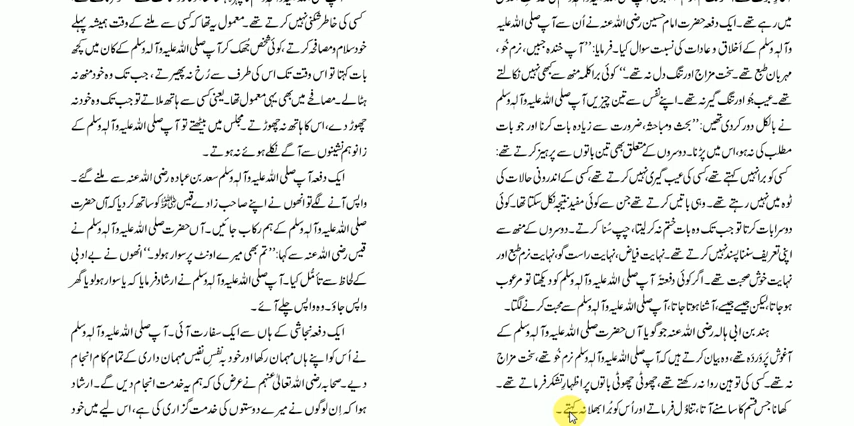 میں رہے تھے۔ ایک دفعہ حضرت امام حسین رضی اللہ عنہ نے اُن سے آپ صلی اللہ علیہ
وآلہٖ وسلم کے اخلاق و عادات کی نسبت سوال کیا۔ فرمایا: ’’آپ خندہ جبیں، نرم خُو،
مہربان طبع تھے۔ سخت مزاج اور تنگ دل نہ تھے۔‘‘ کوئی بُرا کلمہ منھ سے کبھی نہیں نکالتے
تھے۔ عیب جُو اور تنگ گیر نہ تھے۔ اپنے نفس سے تین چیزیں آپ صلی اللہ علیہ وآلہٖ وسلم
نے بالکل دور کر دی تھیں: ’’بحث و مباحثہ، ضرورت سے زیادہ بات کرنا اور جو بات
مطلب کی نہ ہو، اس میں پڑنا۔ دوسروں کے متعلق بھی تین باتوں سے پرہیز کرتے تھے:
کسی کو برا نہیں کہتے تھے، کسی کی عیب گیری نہیں کرتے تھے، کسی کے اندرونی حالات کی
ٹوہ میں نہیں رہتے تھے۔ وہی باتیں کرتے تھے جن سے کوئی مفید نتیجہ نکل سکتا تھا۔ کوئی
دوسرا بات کرتا تو جب تک وہ بات ختم نہ کر لیتا، چپ سُنا کرتے۔ دوسروں کے منھ سے
اپنی تعریف سننا پسند نہیں کرتے تھے۔ نہایت فیاض، نہایت راست گو، نہایت نرم طبع اور
نہایت خوش صحبت تھے۔ اگر کوئی دفعتہً آپ صلی اللہ علیہ وآلہٖ وسلم کو دیکھتا تو مرعوب
ہو جاتا، لیکن جیسے جیسے، آشنا ہوتا جاتا، آپ صلی اللہ علیہ وآلہٖ وسلم سے محبت کرنے لگتا۔
ہند بن ابی ہالہ رضی اللہ عنہ جو گویا آں حضرت صلی اللہ علیہ وآلہٖ وسلم کے
آغوش پَروَردَہ تھے، وہ بیان کرتے ہیں کہ آپ صلی اللہ علیہ وآلہٖ وسلم نرم خُو تھے، سخت مزاج
نہ تھے۔ کسی کی توہین روا نہ رکھتے تھے، چھوٹی چھوٹی باتوں پر اظہارِ تشکر فرماتے تھے۔
کھانا جس قسم کا سامنے آتا، تناوُل فرماتے اور اُس کو بُرا بھلا نہ کہتے۔
کسی کی خاطر شکنی نہیں کرتے تھے۔ معمول یہ تھا کہ کسی سے ملنے کے وقت ہمیشہ پہلے
خود سلام و مصافحہ کرتے، کوئی شخص جُھک کر آپ صلی اللہ علیہ وآلہٖ وسلم کے کان میں کچھ
بات کہتا تو اس وقت تک اس کی طرف سے رُخ نہ پھیرتے، جب تک وہ خود منھ نہ
ہٹا لے۔ مصافحے میں بھی یہی معمول تھا۔ یعنی کسی سے ہاتھ ملاتے تو جب تک وہ خود نہ
چھوڑ دے، اس کا ہاتھ نہ چھوڑتے۔ مجلس میں بیٹھتے تو آپ صلی اللہ علیہ وآلہٖ وسلم کے
زانو ہم نشینوں سے آگے نکلے ہوئے نہ ہوتے۔
ایک دفعہ آپ صلی اللہ علیہ وآلہٖ وسلم سعد بن عبادہ رضی اللہ عنہ سے ملنے گئے۔
واپس آنے لگے تو انھوں نے اپنے صاحب زادے قیس کو ساتھ کر دیا کہ آں حضرت
صلی اللہ علیہ وآلہٖ وسلم کے ہم رکاب جائیں۔ آں حضرت صلی اللہ علیہ وآلہٖ وسلم نے
قیس رضی اللہ عنہ سے کہا: ’’تم بھی میرے اونٹ پر سوار ہو لو۔‘‘ انھوں نے بے ادبی
کے لحاظ سے تأمل کیا۔ آپ صلی اللہ علیہ وآلہٖ وسلم نے ارشاد فرمایا کہ یا سوار ہو لو یا گھر
واپس جاؤ۔ وہ واپس چلے آئے۔
ایک دفعہ نجاشی کے ہاں سے ایک سفارت آئی۔ آپ صلی اللہ علیہ وآلہٖ وسلم
نے اُس کو اپنے ہاں مہمان رکھا اور خود بہ نفسِ نفیس مہمان داری کے تمام کام انجام
دیے۔ صحابہ رضی اللہ تعالیٰ عنہم نے عرض کی کہ ہم یہ خدمت انجام دیں گے۔ ارشاد
ہوا کہ اِن لوگوں نے میرے دوستوں کی خدمت گزاری کی ہے، اس لیے میں خود